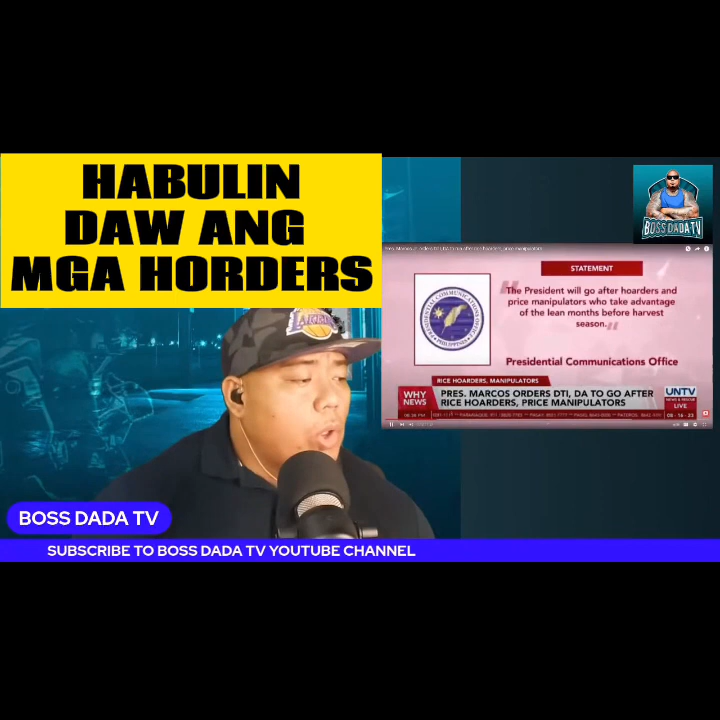 HABULIN
DAW ANG
MGA HORDERS
BOSS DADA TV
STATEMENT
The President will go after hoarders and
price manipulators who take advantage
of the lean months before harvest
season.
Presidential Communications Office
RICE HOARDERS, MANIPULATORS
WHY
NEWS
PRES. MARCOS ORDERS DTI, DA TO GO AFTER
RICE HOARDERS, PRICE MANIPULATORS
UNTV
NEWS & RESCUE
LIVE
LAKERS
BOSS DADA TV
SUBSCRIBE TO BOSS DADA TV YOUTUBE CHANNEL